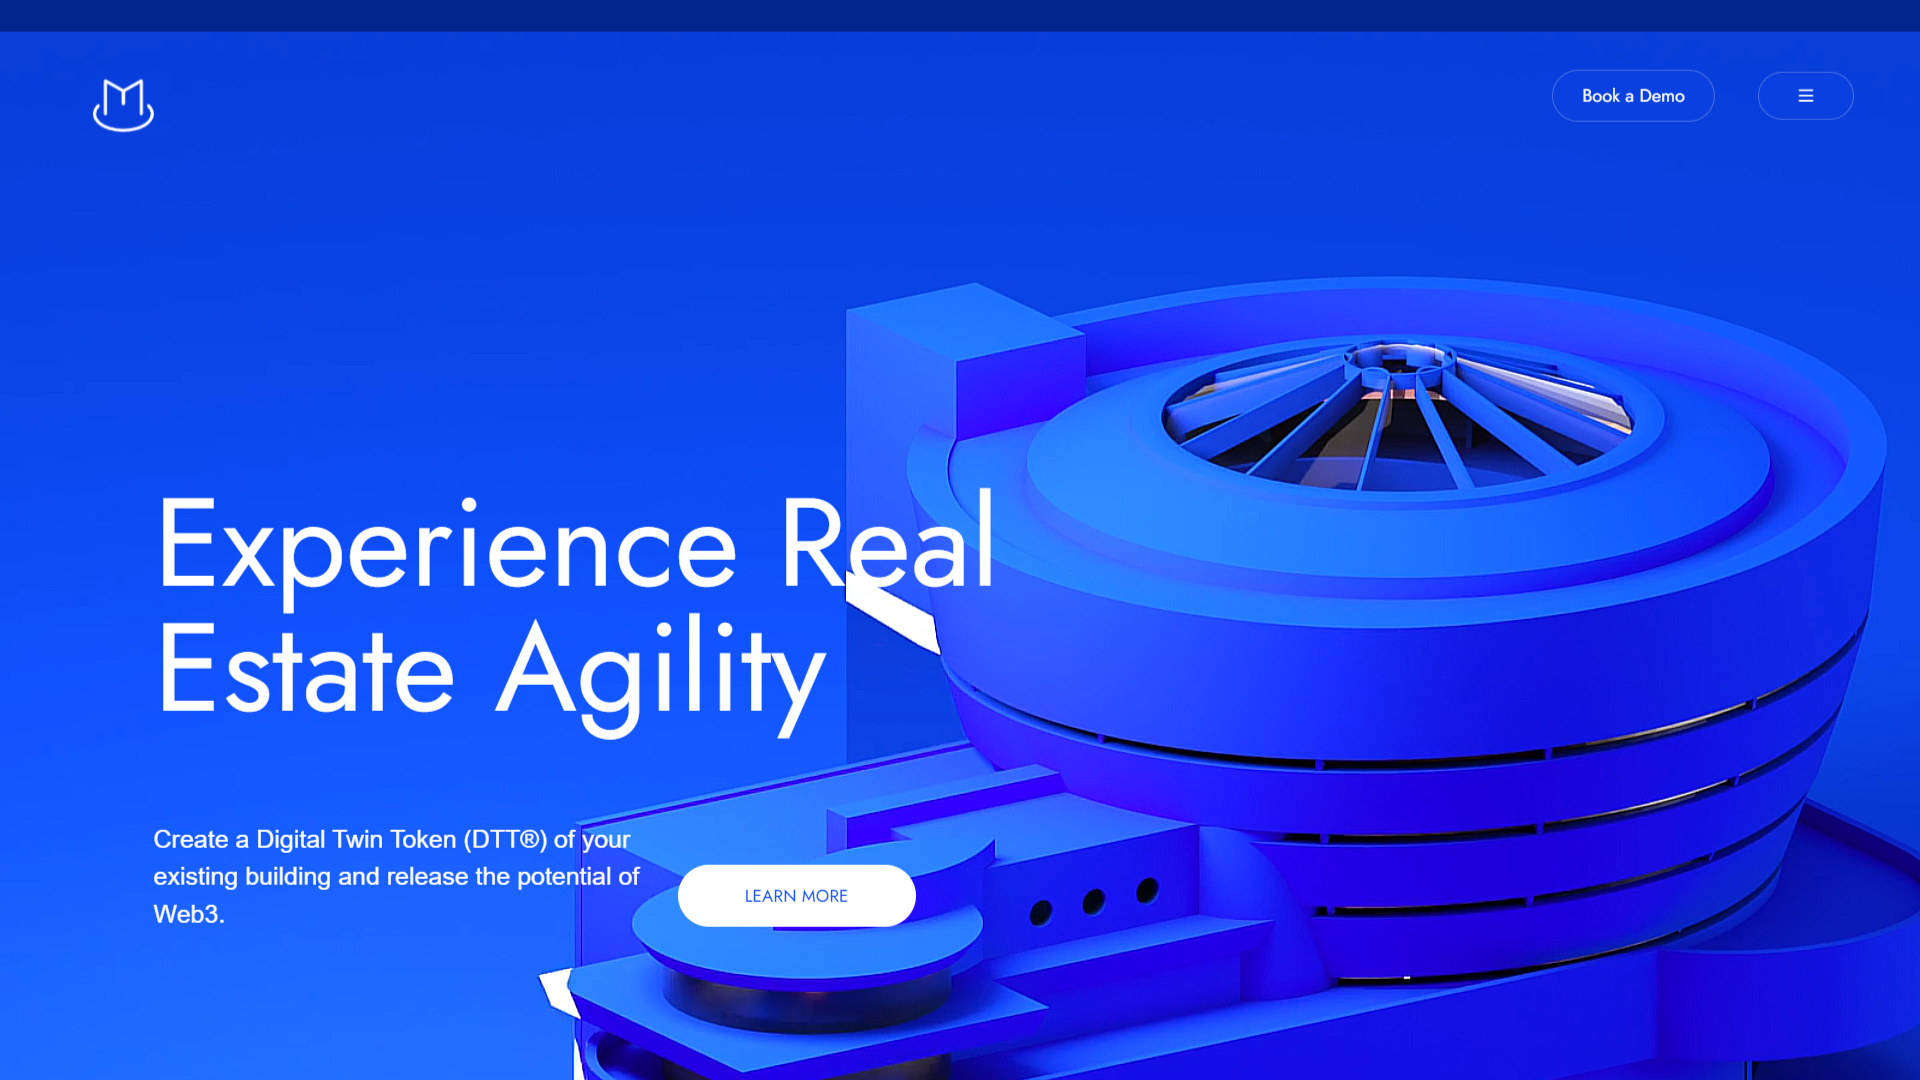 Book a Demo
Experience Real
Estate Agility
Create a Digital Twin Token (DTT®) of your
existing building and release the potential of
Web3.
LEARN MORE